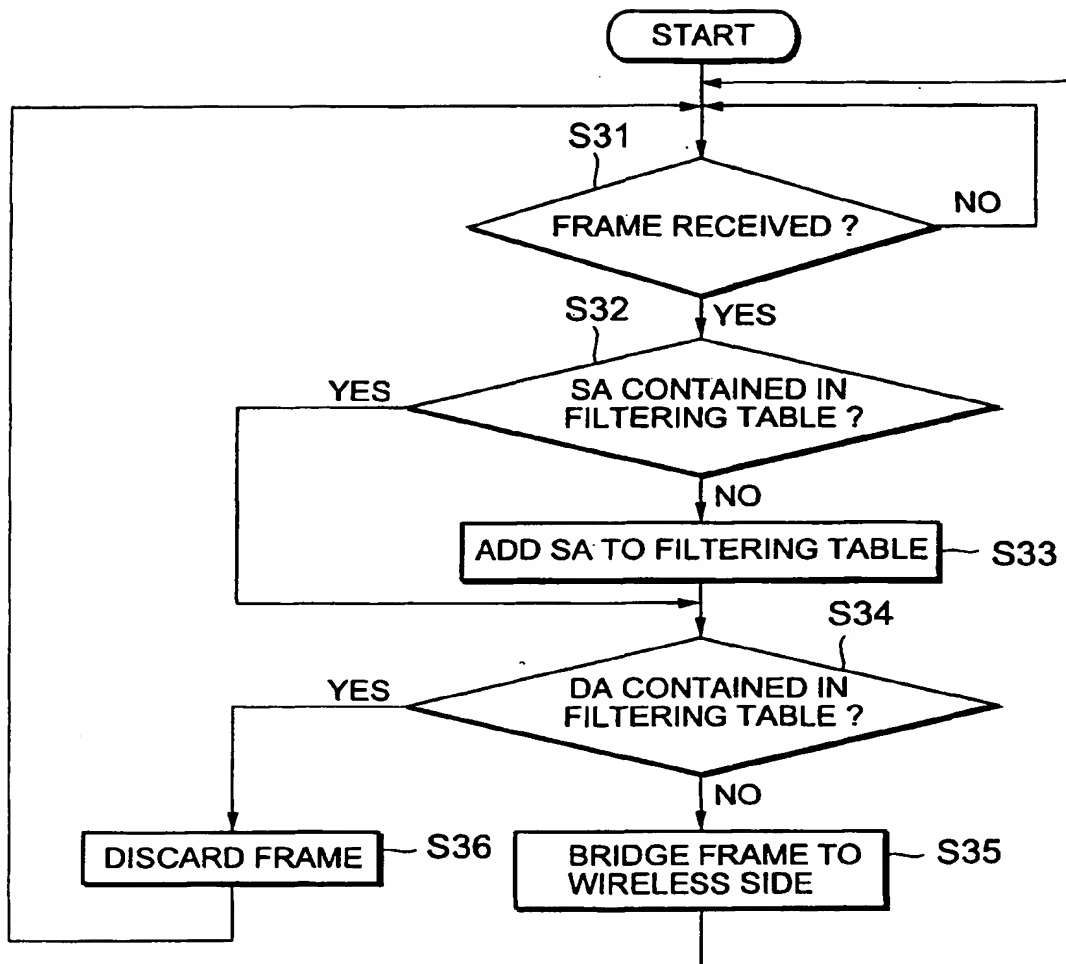 START
S31
FRAME RECEIVED ?
NO
YES
S32
SA CONTAINED IN
FILTERING TABLE ?
YES
NO
ADD SA TO FILTERING TABLE
S33
S34
DA CONTAINED IN
FILTERING TABLE ?
YES
NO
DISCARD FRAME
S36
BRIDGE FRAME TO
WIRELESS SIDE
S35